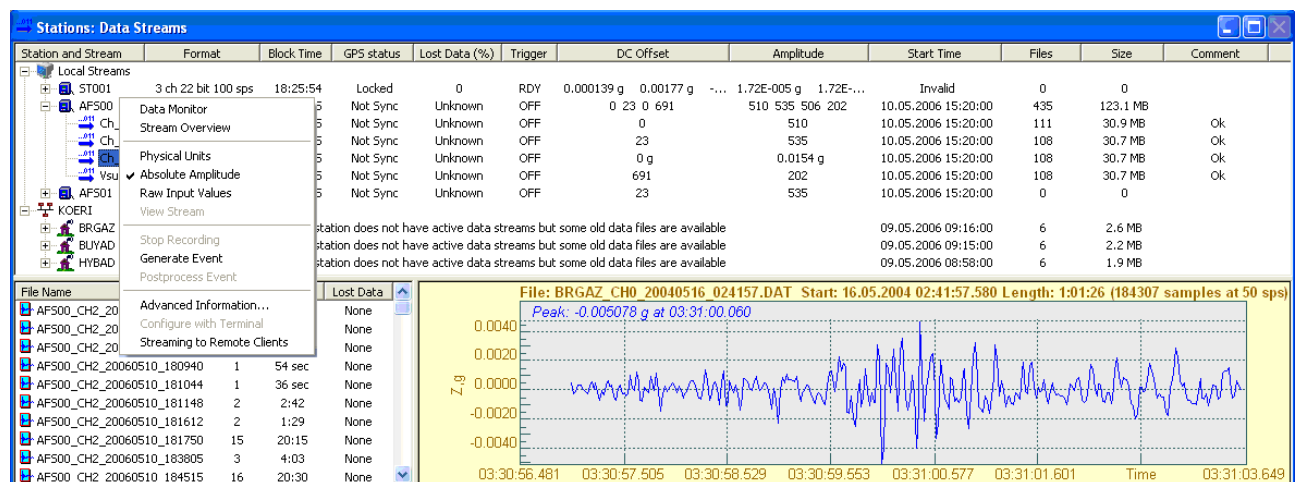 Stations: Data Streams
Station and Stream Format Block Time GPS status Lost Data (%) Trigger DC Offset Amplitude Start Time Files Size Comment
Local Streams
ST001 3 ch 22 bit 100 sps 18:25:54 Locked 0 RDY 0.000139 g 0.00177 g -... 1.72E-005 g 1.72E-... Invalid 0 0
AFS00 5 Not Sync Unknown OFF 0 23 0 691 510 535 506 202 10.05.2006 15:20:00 435 123.1 MB
Ch_ 5 Not Sync Unknown OFF 0 510 10.05.2006 15:20:00 111 30.9 MB Ok
Ch_ 5 Not Sync Unknown OFF 23 535 10.05.2006 15:20:00 108 30.7 MB Ok
Ch_ 5 Not Sync Unknown OFF 0 g 0.0154 g 10.05.2006 15:20:00 108 30.7 MB Ok
Vsu 5 Not Sync Unknown OFF 691 202 10.05.2006 15:20:00 108 30.7 MB Ok
AFS01 5 Not Sync Unknown OFF 23 535 10.05.2006 15:20:00 0 0
KOERI
BRGAZ station does not have active data streams but some old data files are available 09.05.2006 09:16:00 6 2.6 MB
BUYAD station does not have active data streams but some old data files are available 09.05.2006 09:15:00 6 2.2 MB
HYBAD station does not have active data streams but some old data files are available 09.05.2006 08:58:00 6 1.9 MB
Data Monitor
Stream Overview
Physical Units
Absolute Amplitude
Raw Input Values
View Stream
Stop Recording
Generate Event
Postprocess Event
Advanced Information...
Configure with Terminal
Streaming to Remote Clients
File Name Lost Data
AFS00_CH2_20 None
AFS00_CH2_20 None
AFS00_CH2_20 None
AFS00_CH2_20060510_180940 1 54 sec None
AFS00_CH2_20060510_181044 1 36 sec None
AFS00_CH2_20060510_181148 2 2:42 None
AFS00_CH2_20060510_181612 2 1:29 None
AFS00_CH2_20060510_181750 15 20:15 None
AFS00_CH2_20060510_183805 3 4:03 None
AFS00_CH2_20060510_184515 16 20:30 None
File: BRGAZ_CH0_20040516_024157.DAT Start: 16.05.2004 02:41:57.580 Length: 1:01:26 (184307 samples at 50 sps)
Peak: -0.005078 g at 03:31:00.060
0.0040
0.0020
0.0000
-0.0020
-0.0040
Z,g
03:30:56.481 03:30:57.505 03:30:58.529 03:30:59.553 03:31:00.577 03:31:01.601 Time 03:31:03.649